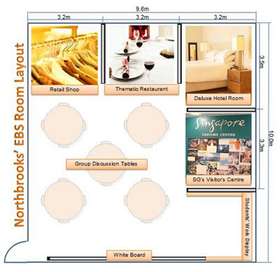 9.6m
3.2m
3.2m
3.2m
Northbrooks' EBS Room Layout
Retail Shop
Thematic Restaurant
Deluxe Hotel Room
3.5m
10.0m
Singapore
3.3m
Group Discussion Tables
SG's Visitor's Centre
Students' Work Display
White Board